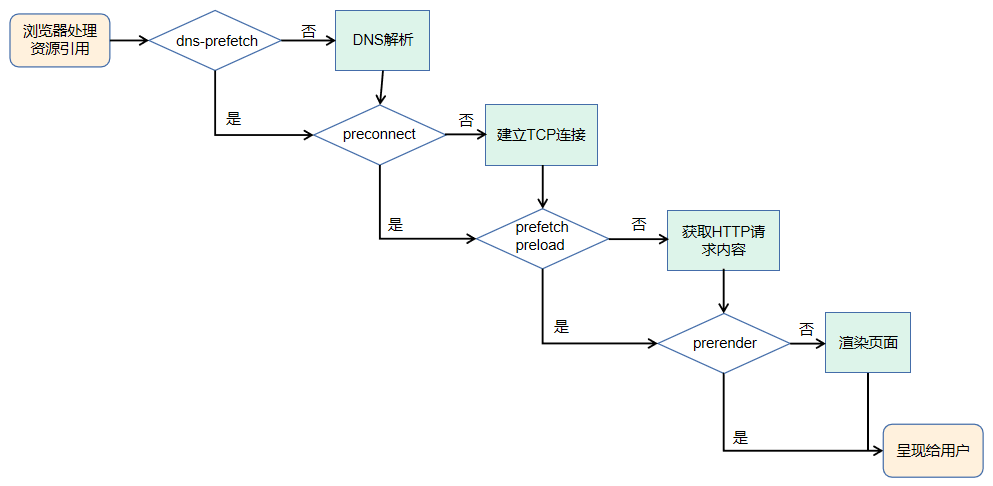 浏览器处理
资源引用
dns-prefetch
否
DNS解析
是
preconnect
否
建立TCP连接
是
prefetch
preload
否
获取HTTP请
求内容
是
prerender
否
渲染页面
是
呈现给用户